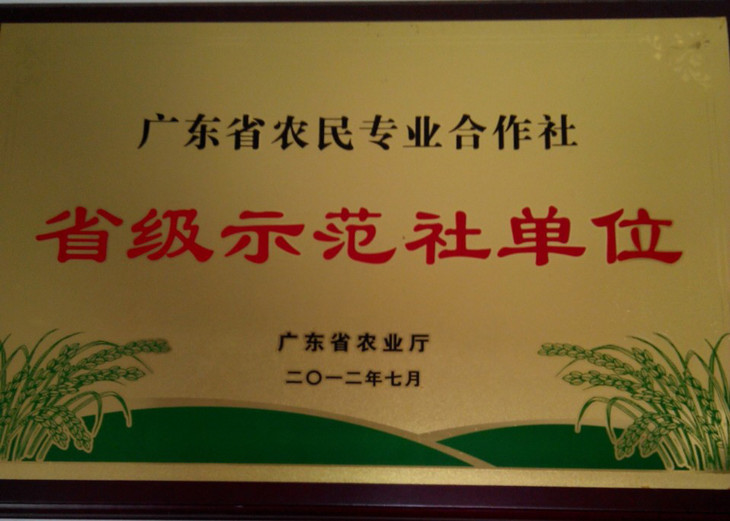 广东省农民专业合作社
省级示范社单位
广东省农业厅
二〇一二年七月